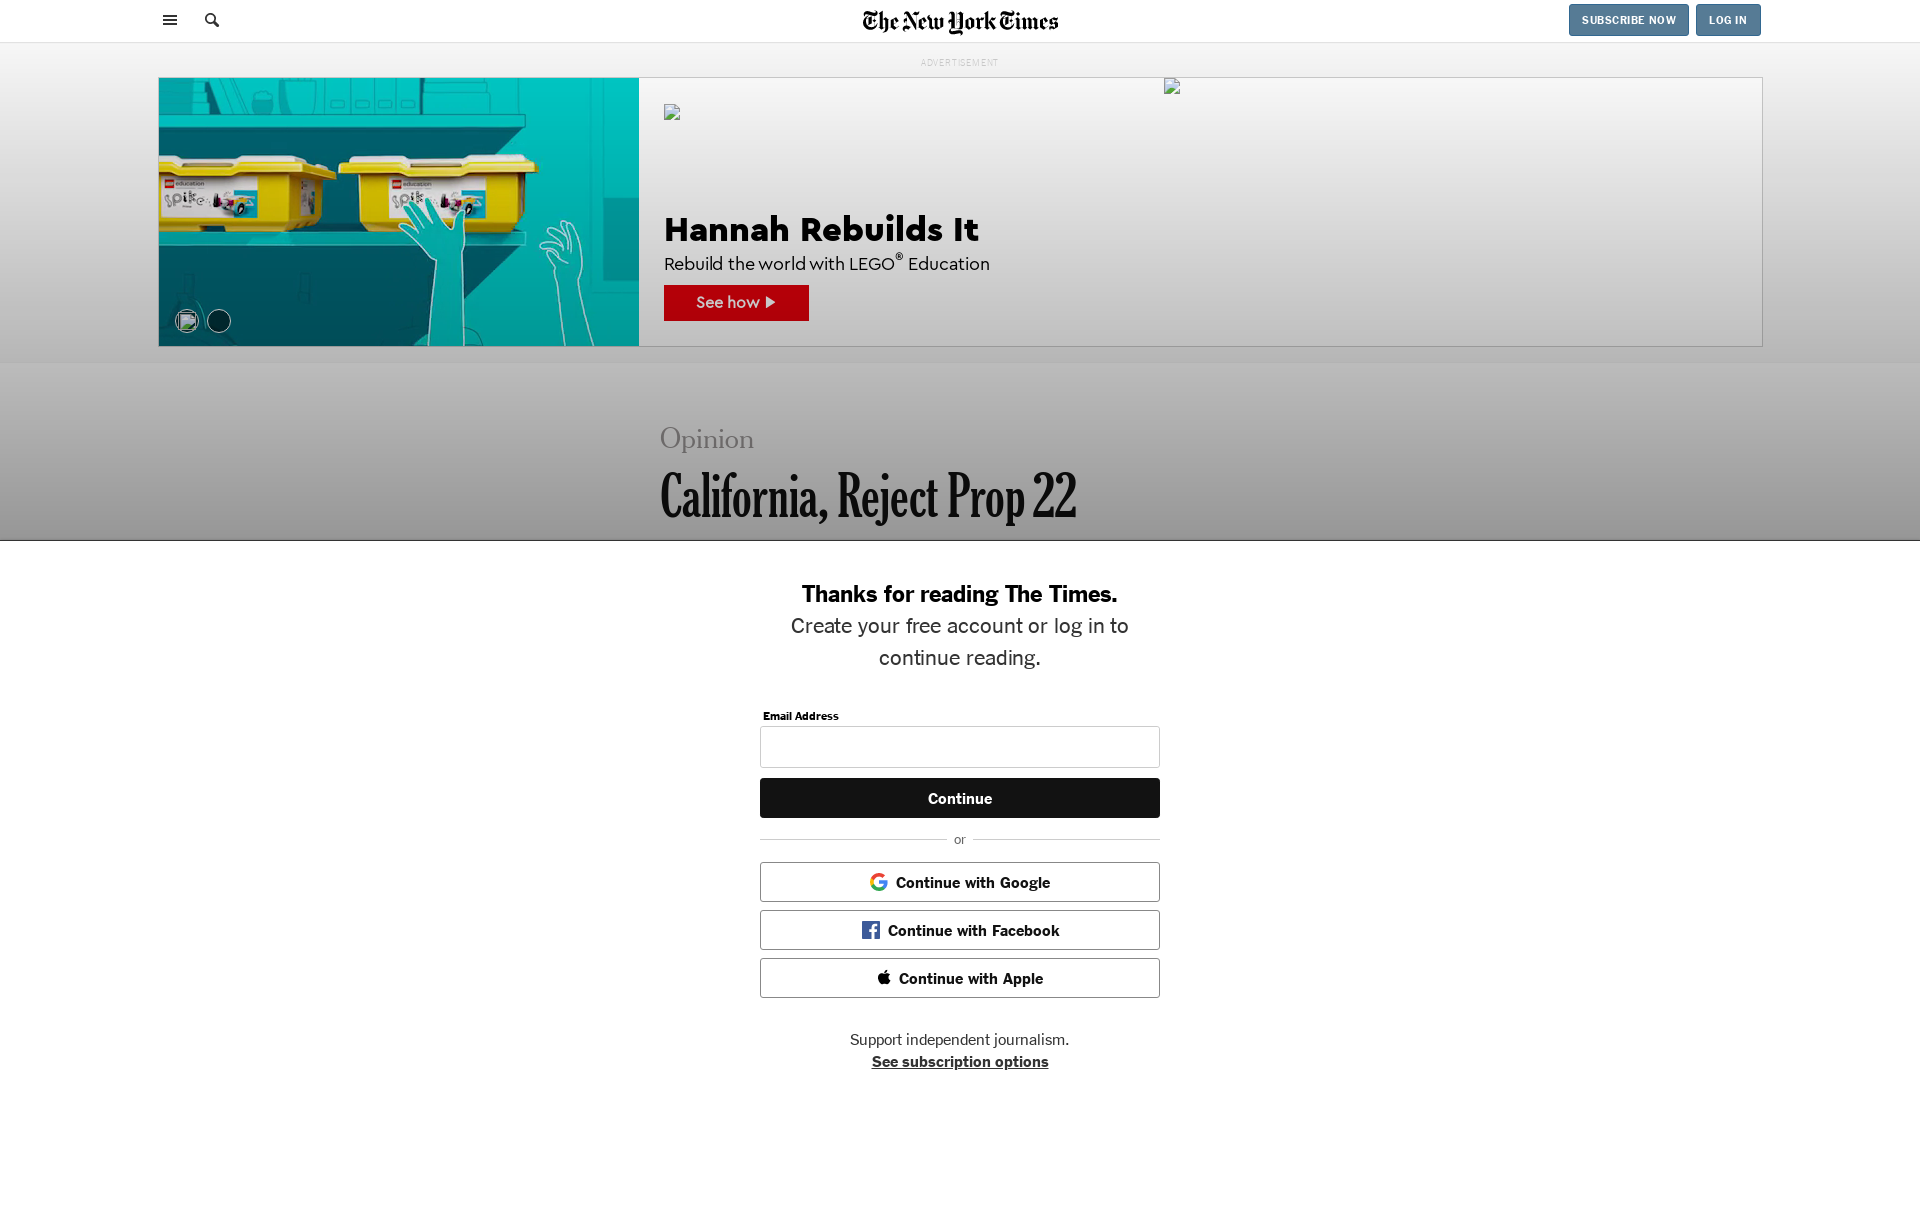 The New York Times
SUBSCRIBE NOW
LOG IN
ADVERTISEMENT
education
spike
education
Hannah Rebuilds It
Rebuild the world with LEGO® Education
See how
Opinion
California, Reject Prop 22
Thanks for reading The Times.
Create your free account or log in to
continue reading.
Email Address
Continue
or
Continue with Google
Continue with Facebook
Continue with Apple
Support independent journalism.
See subscription options